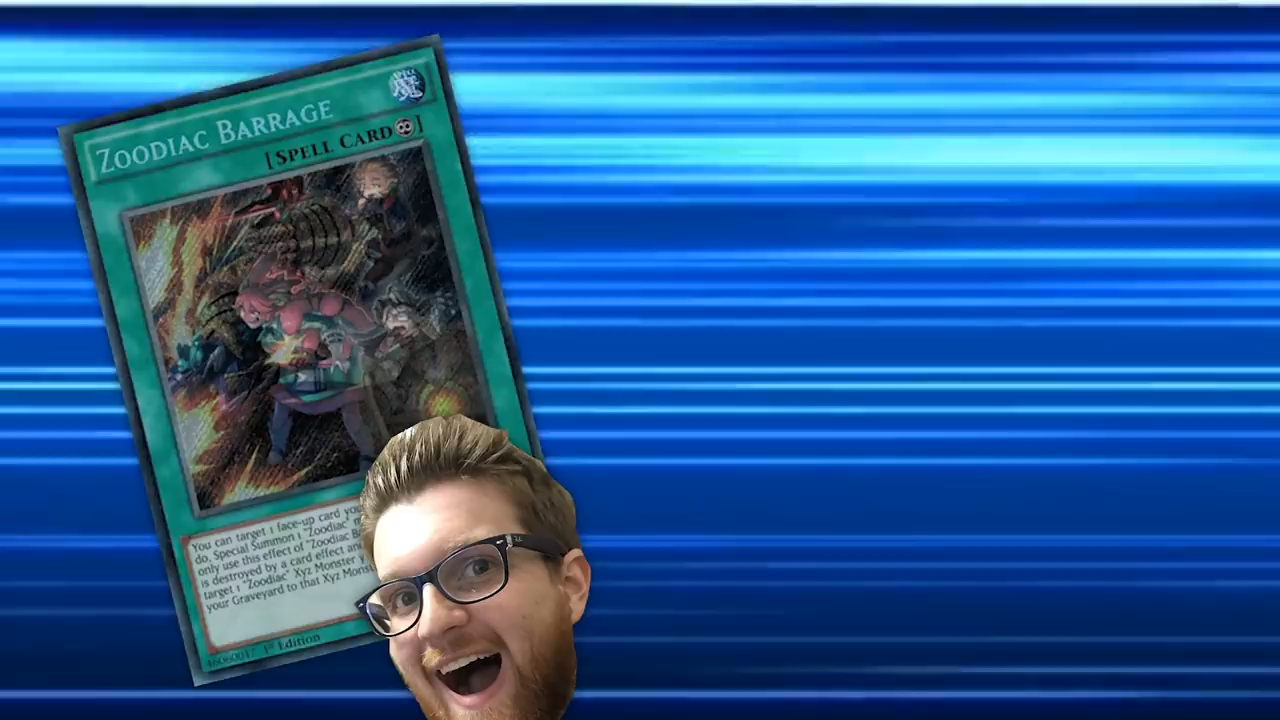 Zoodiac Barrage
[Spell Card]
You can target 1 face-up card you
do, Special Summon 1 "Zoodiac"
only use this effect of "Zoodiac
is destroyed by a card effect and
target 1 "Zoodiac" Xyz Monster
your Graveyard to that Xyz
46060017 1st Edition